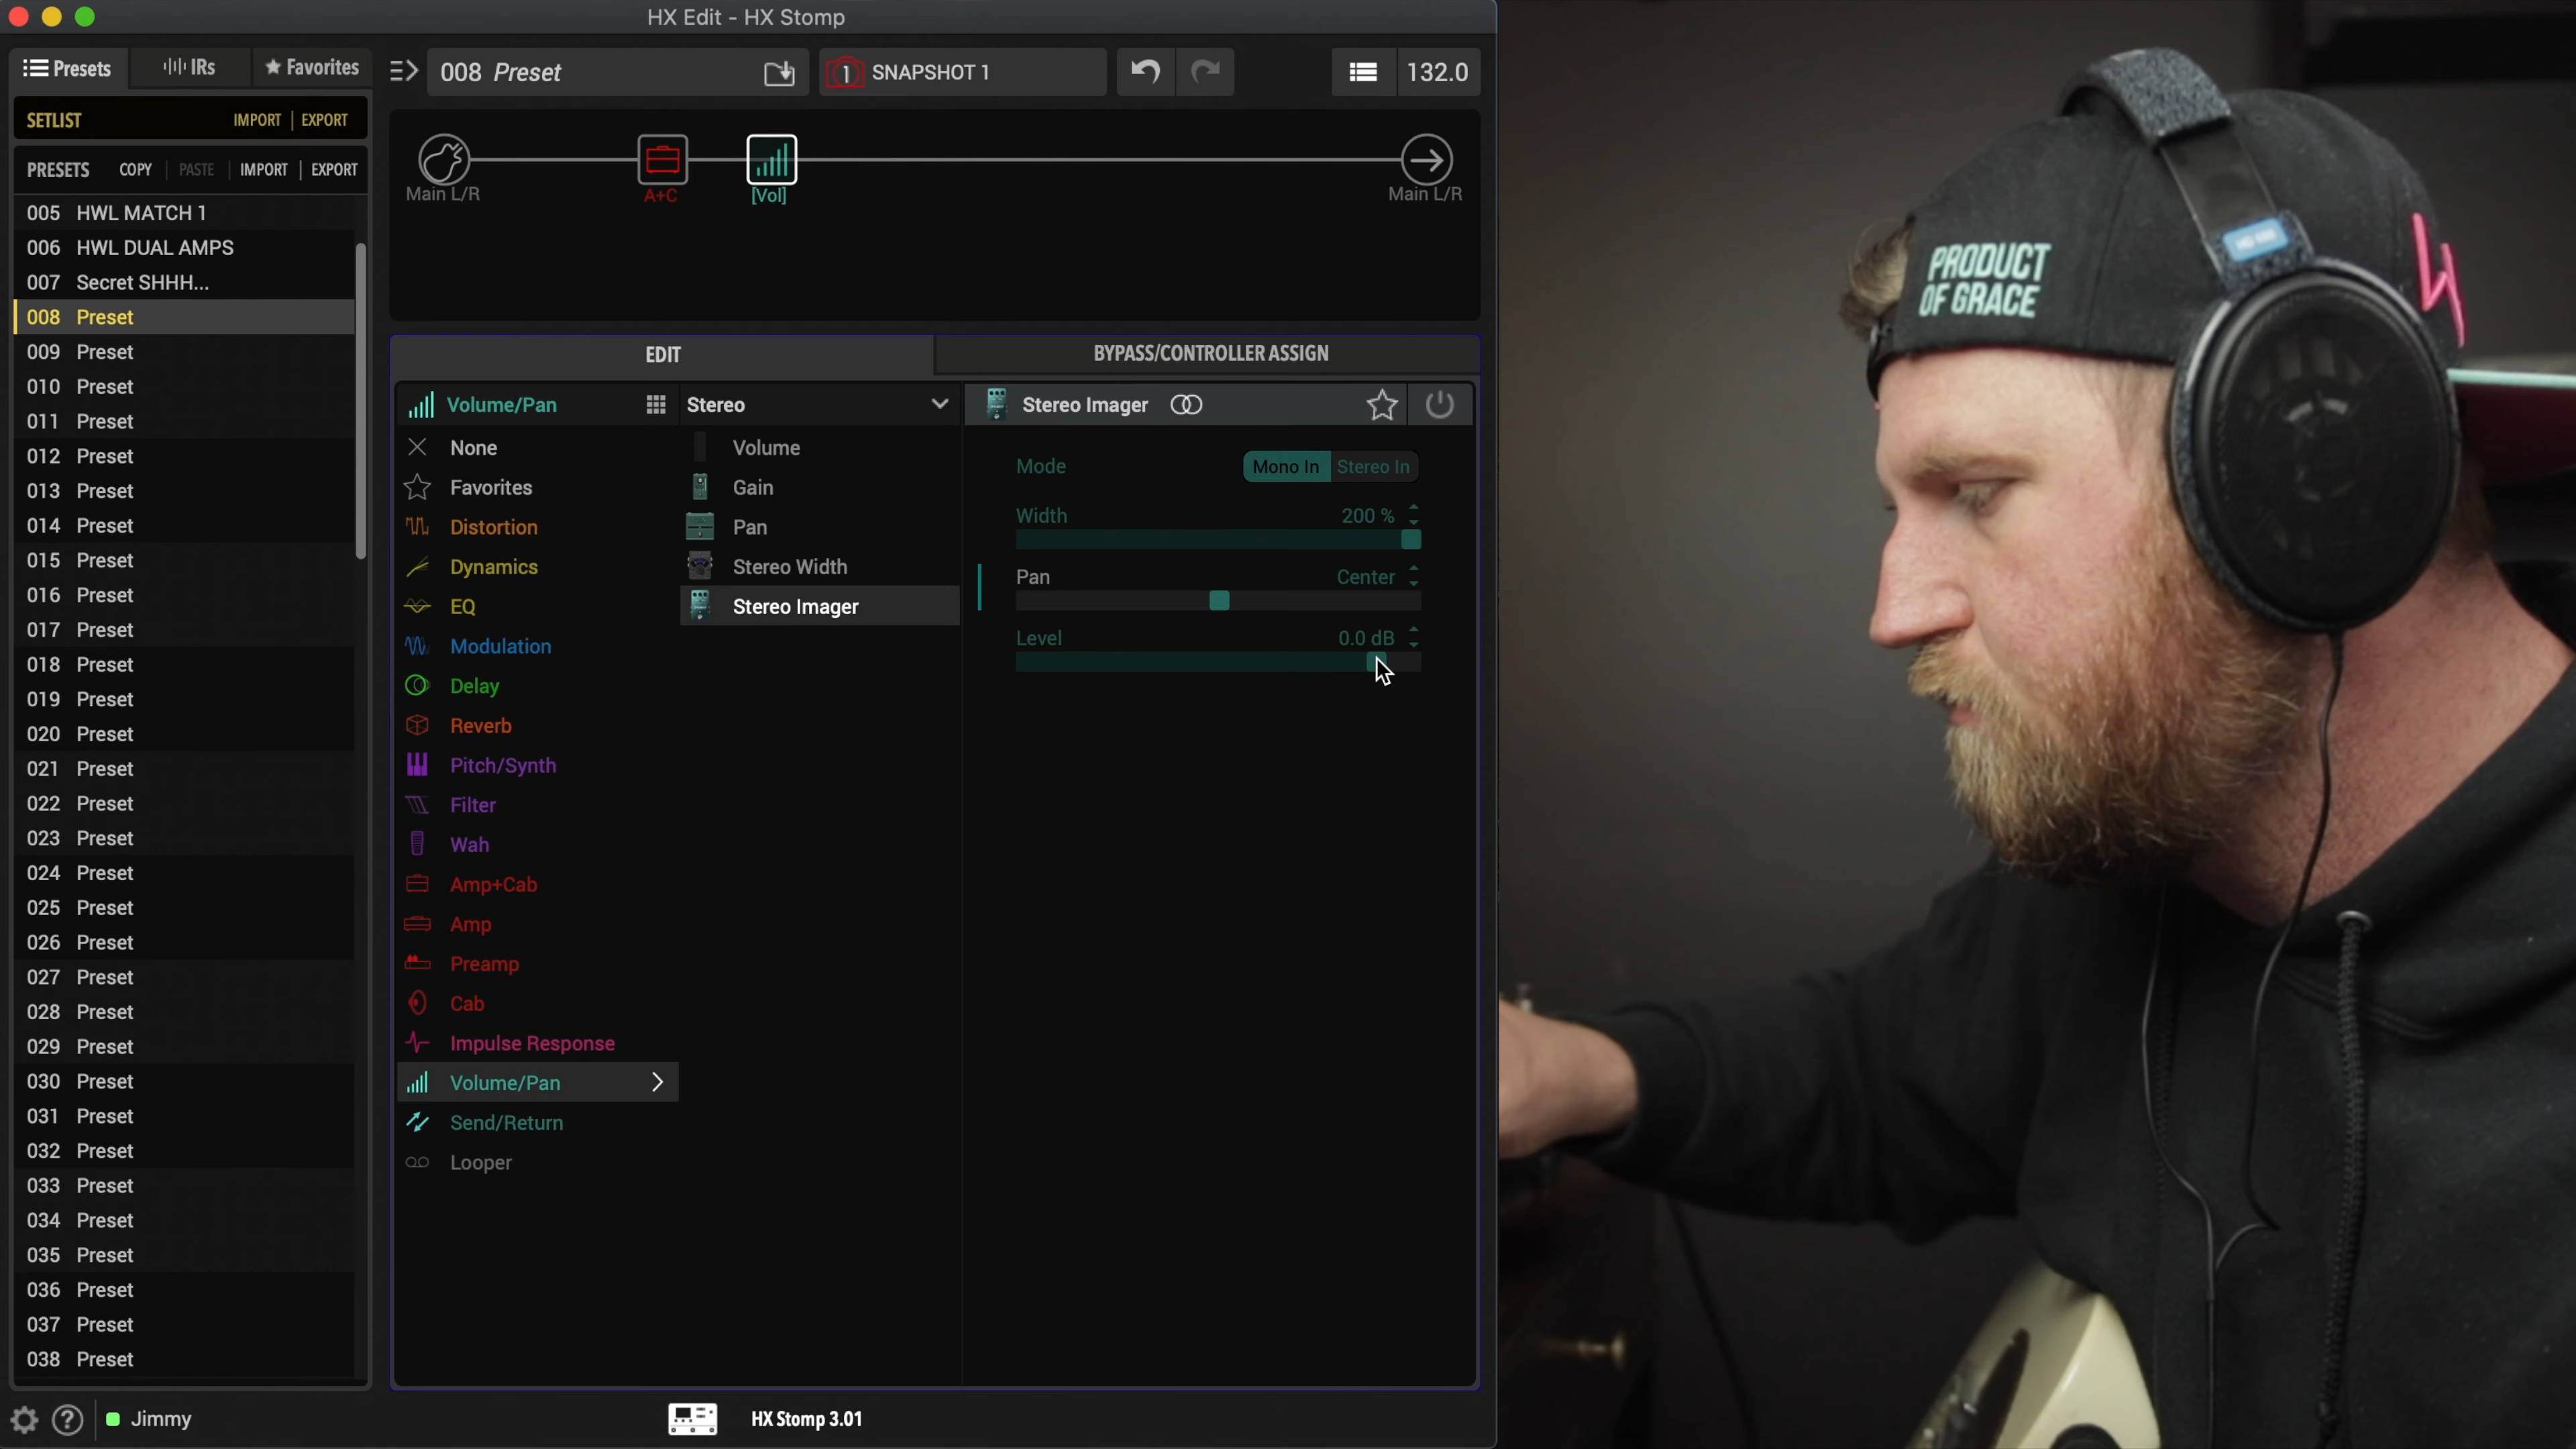 HX Edit - HX Stomp
Presets
IRs
Favorites
008 Preset
1
SNAPSHOT 1
132.0
SETLIST
IMPORT | EXPORT
PRESETS
COPY | PASTE | IMPORT | EXPORT
Main L/R
A+C
[Vol]
Main L/R
005 HWL MATCH 1
006 HWL DUAL AMPS
007 Secret SHHH...
008 Preset
009 Preset
010 Preset
011 Preset
012 Preset
013 Preset
014 Preset
015 Preset
016 Preset
017 Preset
018 Preset
019 Preset
020 Preset
021 Preset
022 Preset
023 Preset
024 Preset
025 Preset
026 Preset
027 Preset
028 Preset
029 Preset
030 Preset
031 Preset
032 Preset
033 Preset
034 Preset
035 Preset
036 Preset
037 Preset
038 Preset
EDIT
BYPASS/CONTROLLER ASSIGN
Volume/Pan
Stereo
Stereo Imager
None
Favorites
Distortion
Dynamics
EQ
Modulation
Delay
Reverb
Pitch/Synth
Filter
Wah
Amp+Cab
Amp
Preamp
Cab
Impulse Response
Volume/Pan
Send/Return
Looper
Volume
Gain
Pan
Stereo Width
Stereo Imager
Mode
Mono In
Stereo In
Width
200 %
Pan
Center
Level
0.0 dB
Jimmy
HX Stomp 3.01
PRODUCT
OF GRACE